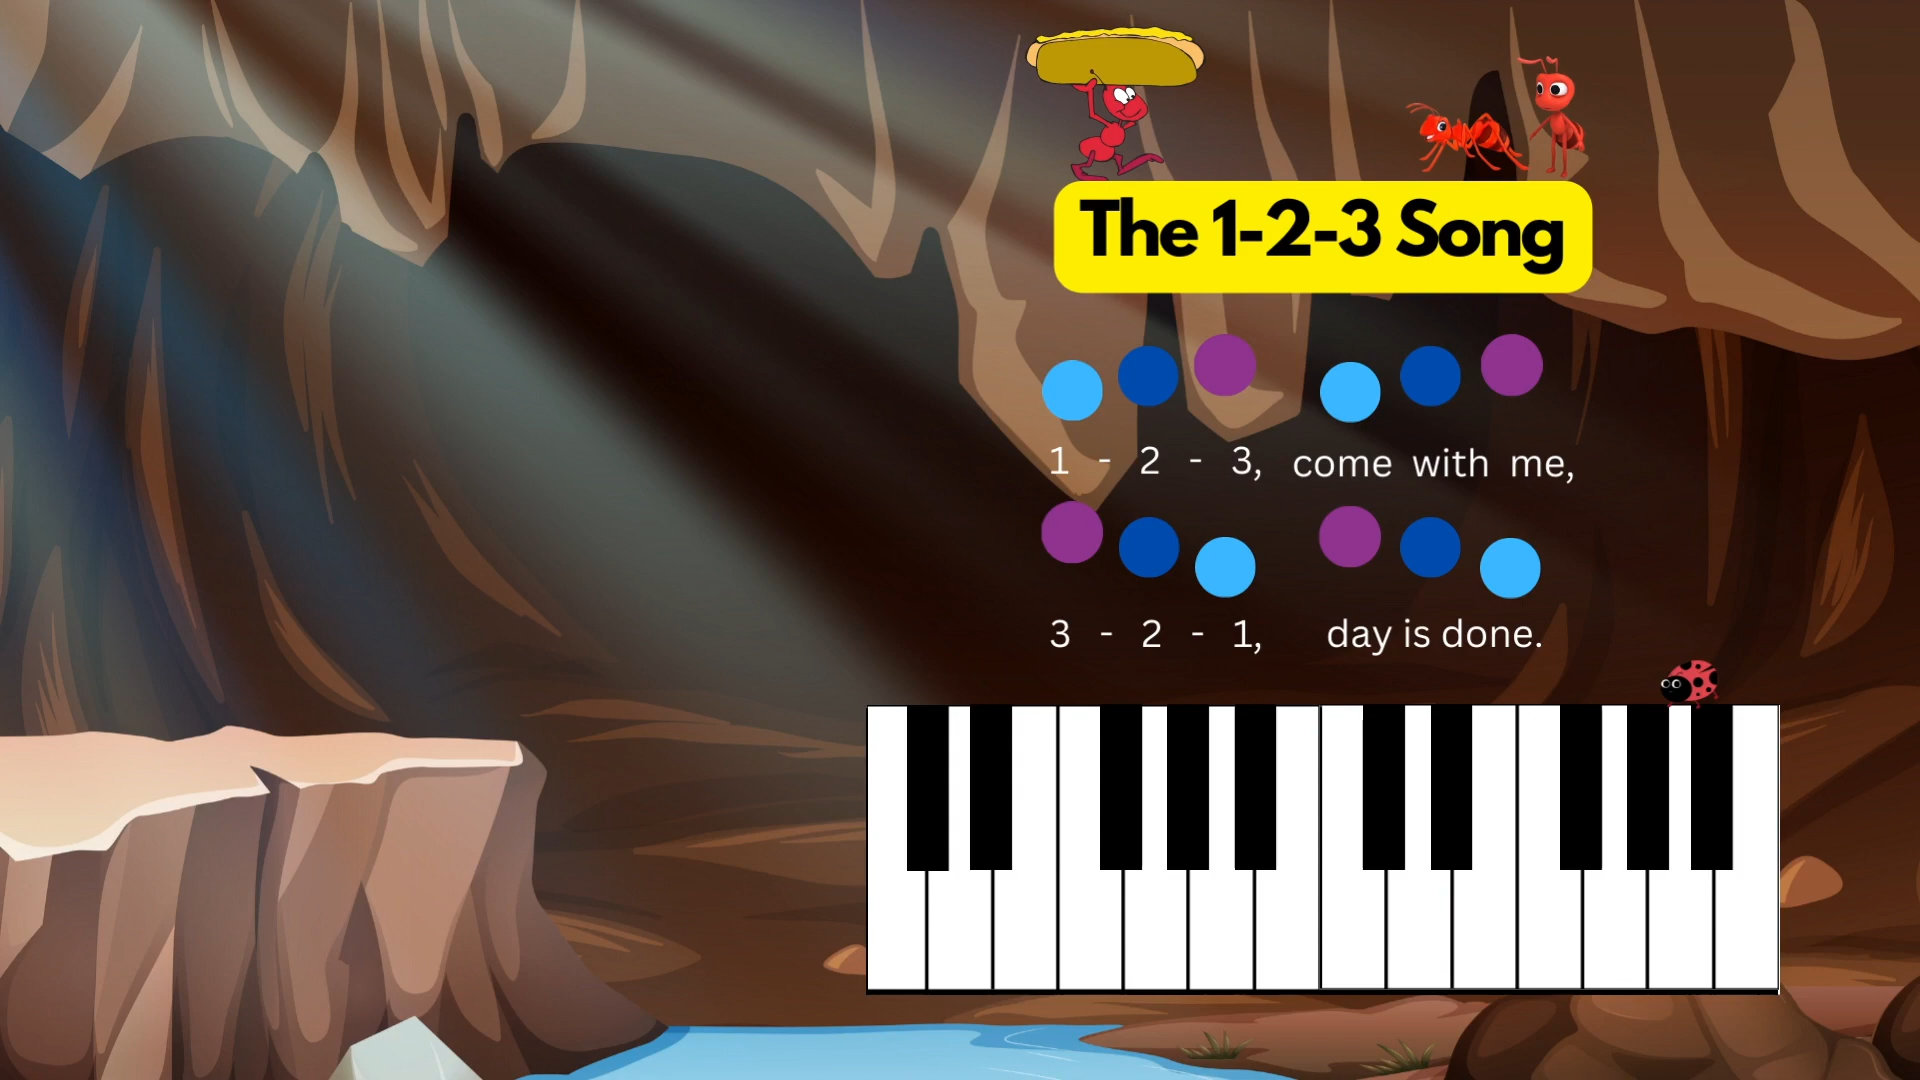 The 1-2-3 Song
1 - 2 - 3, come with me,
3 - 2 - 1, day is done.